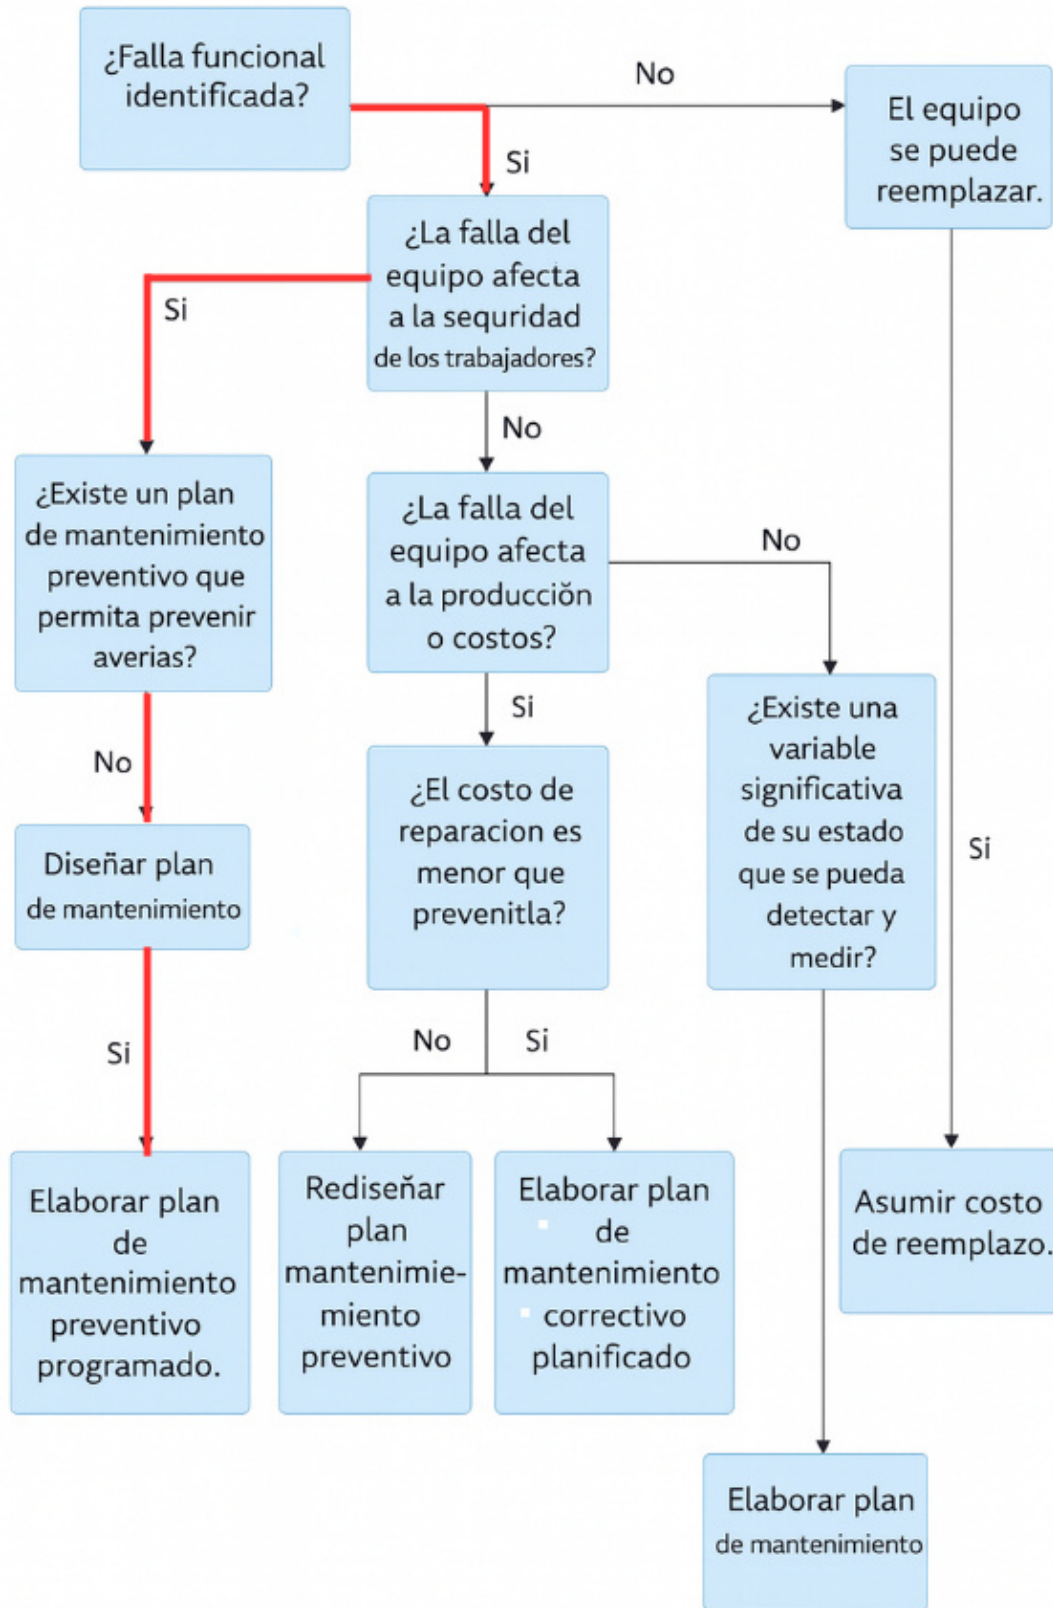 ¿Falla funcional
identificada?
No
El equipo
se puede
reemplazar.
Si
¿La falla del
equipo afecta
a la sequridad
de los trabajadores?
Si
No
¿Existe un plan
de mantenimiento
preventivo que
permita prevenir
averias?
¿La falla del
equipo afecta
a la producciŏn
o costos?
No
Si
¿Existe una
variable
significativa
de su estado
que se pueda
detectar y
medir?
No
¿El costo de
reparacion es
menor que
prevenitla?
Si
Diseñar plan
de mantenimiento
Si
No
Si
Elaborar plan
de
mantenimiento
preventivo
programado.
Rediseñar
plan
mantenimie-
miento
preventivo
Elaborar plan
de
mantenimiento
correctivo
planificado
Asumir costo
de reemplazo.
Elaborar plan
de mantenimiento